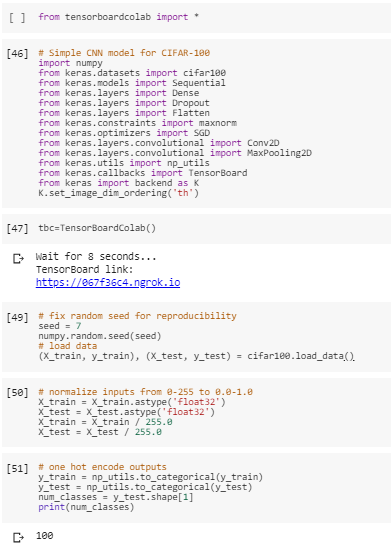 [ ] from tensorboardcolab import *
[46] # Simple CNN model for CIFAR-100
import numpy
from keras.datasets import cifar100
from keras.models import Sequential
from keras.layers import Dense
from keras.layers import Dropout
from keras.layers import Flatten
from keras.constraints import maxnorm
from keras.optimizers import SGD
from keras.layers.convolutional import Conv2D
from keras.layers.convolutional import MaxPooling2D
from keras.utils import np_utils
from keras.callbacks import TensorBoard
from keras import backend as K
K.set_image_dim_ordering('th')
[47] tbc=TensorBoardColab()
Wait for 8 seconds...
TensorBoard link:
https://067f36c4.ngrok.io
[49] # fix random seed for reproducibility
seed = 7
numpy.random.seed(seed)
# load data
(X_train, y_train), (X_test, y_test) = cifar100.load_data()
[50] # normalize inputs from 0-255 to 0.0-1.0
X_train = X_train.astype('float32')
X_test = X_test.astype('float32')
X_train = X_train / 255.0
X_test = X_test / 255.0
[51] # one hot encode outputs
y_train = np_utils.to_categorical(y_train)
y_test = np_utils.to_categorical(y_test)
num_classes = y_test.shape[1]
print(num_classes)
100